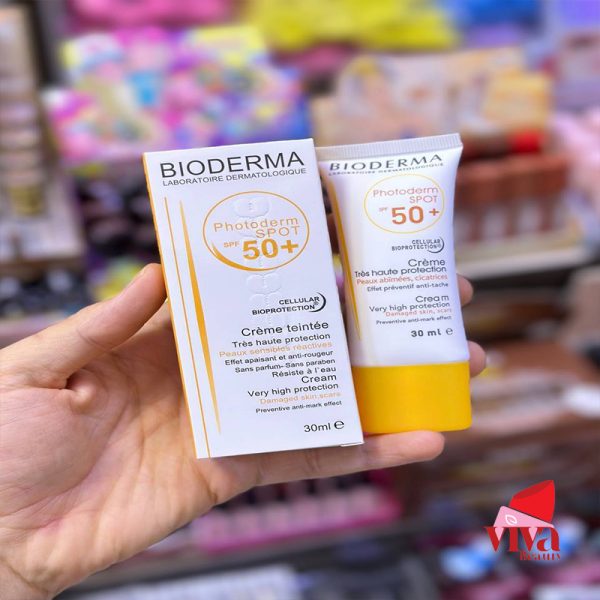 BIODERMA
LABORATOIRE DERMATOLOGIQUE
Photoderm
SPOT
SPF 50+
CELLULAR
BIOPROTECTION®
Crème teintée
Très haute protection
Peaux sensibles réactives
Effet apaisant et anti-rougeur
Sans parfum- Sans paraben
Résiste à l'eau
Cream
Very high protection
Damaged skin,scars
Preventive anti-mark effect
30ml e
BIODERMA
LABORATOIRE DERMATOLOGIQUE
Photoderm
SPOT
SPF 50+
CELLULAR
BIOPROTECTION®
Crème
Très haute protection
Peaux abîmées, cicatrices
Effet préventif anti-tache
Cream
Very high protection
Damaged skin, scars
Preventive anti-mark effect
30 ml e
viva
Beauty